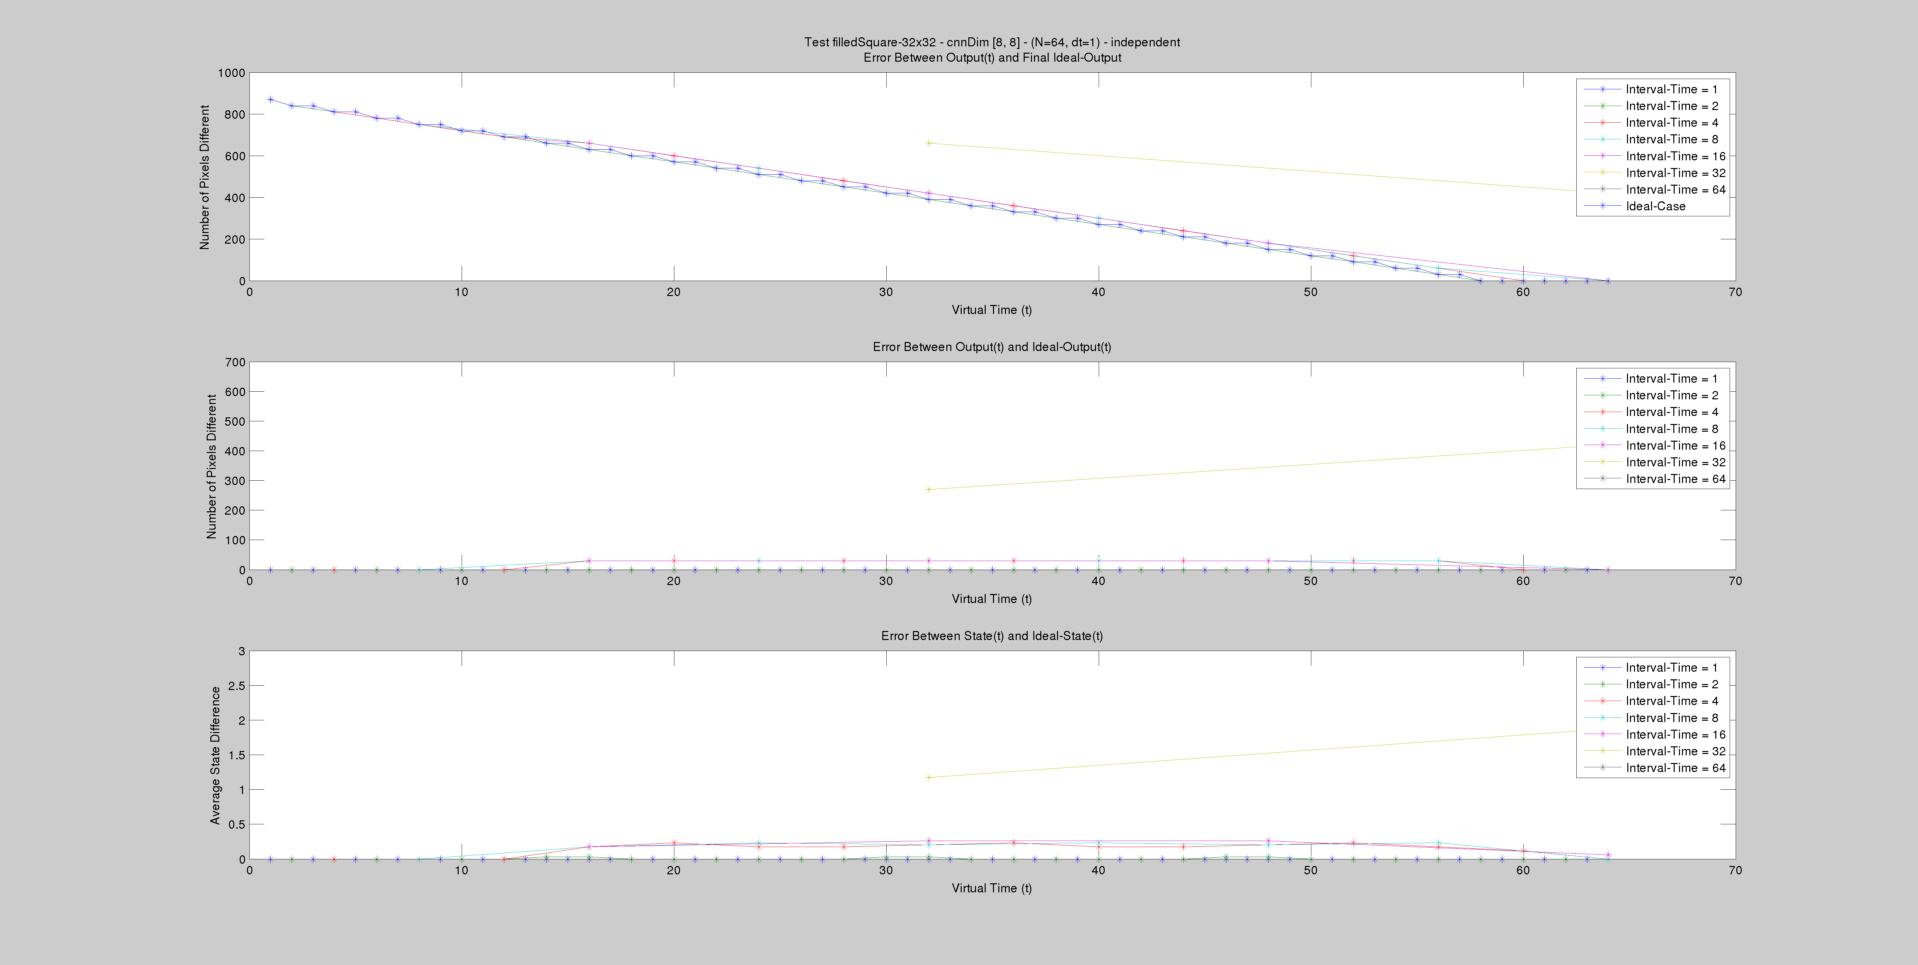 Test filledSquare-32x32 - cnnDim [8, 8] - (N=64, dt=1) - independent
Error Between Output(t) and Final Ideal-Output
Number of Pixels Different
1000
800
600
400
200
0
0 10 20 30 40 50 60 70
Virtual Time (t)
Interval-Time = 1
Interval-Time = 2
Interval-Time = 4
Interval-Time = 8
Interval-Time = 16
Interval-Time = 32
Interval-Time = 64
Ideal-Case
Error Between Output(t) and Ideal-Output(t)
Number of Pixels Different
700
600
500
400
300
200
100
0
0 10 20 30 40 50 60 70
Virtual Time (t)
Interval-Time = 1
Interval-Time = 2
Interval-Time = 4
Interval-Time = 8
Interval-Time = 16
Interval-Time = 32
Interval-Time = 64
Error Between State(t) and Ideal-State(t)
Average State Difference
3
2.5
2
1.5
1
0.5
0
0 10 20 30 40 50 60 70
Virtual Time (t)
Interval-Time = 1
Interval-Time = 2
Interval-Time = 4
Interval-Time = 8
Interval-Time = 16
Interval-Time = 32
Interval-Time = 64